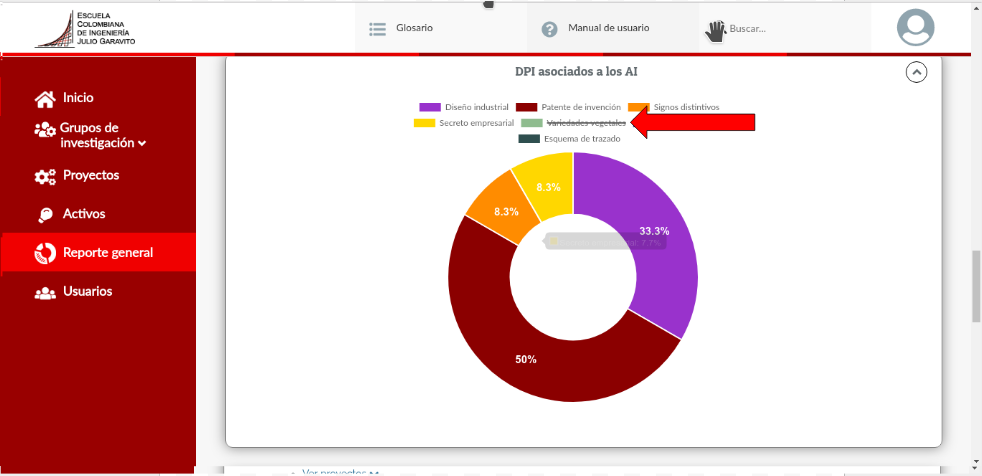 ESCUELA
COLOMBIANA
DE INGENIERÍA
JULIO GARAVITO
Glosario
Manual de usuario
Buscar...
Inicio
Grupos de
investigación
Proyectos
Activos
Reporte general
Usuarios
DPI asociados a los AI
Diseño industrial Patente de invención Signos distintivos
Secreto empresarial Variedades vegetales
Esquema de trazado
8.3%
8.3%
33.3%
7.7%
50%
Ver proyectos